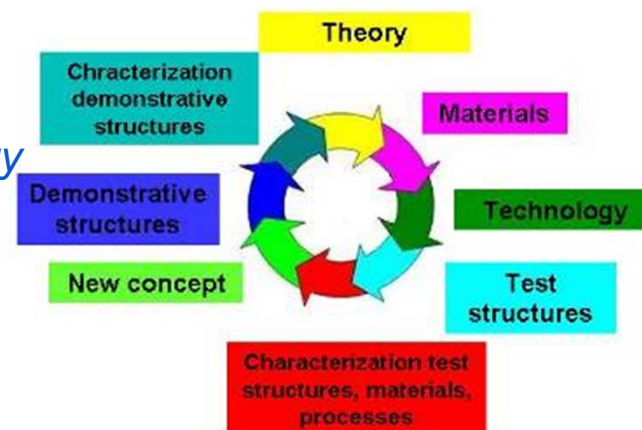 Theory
Chracterization
demonstrative
structures
Materials
Demonstrative
structures
Technology
New concept
Test
structures
Characterization test
structures, materials,
processes